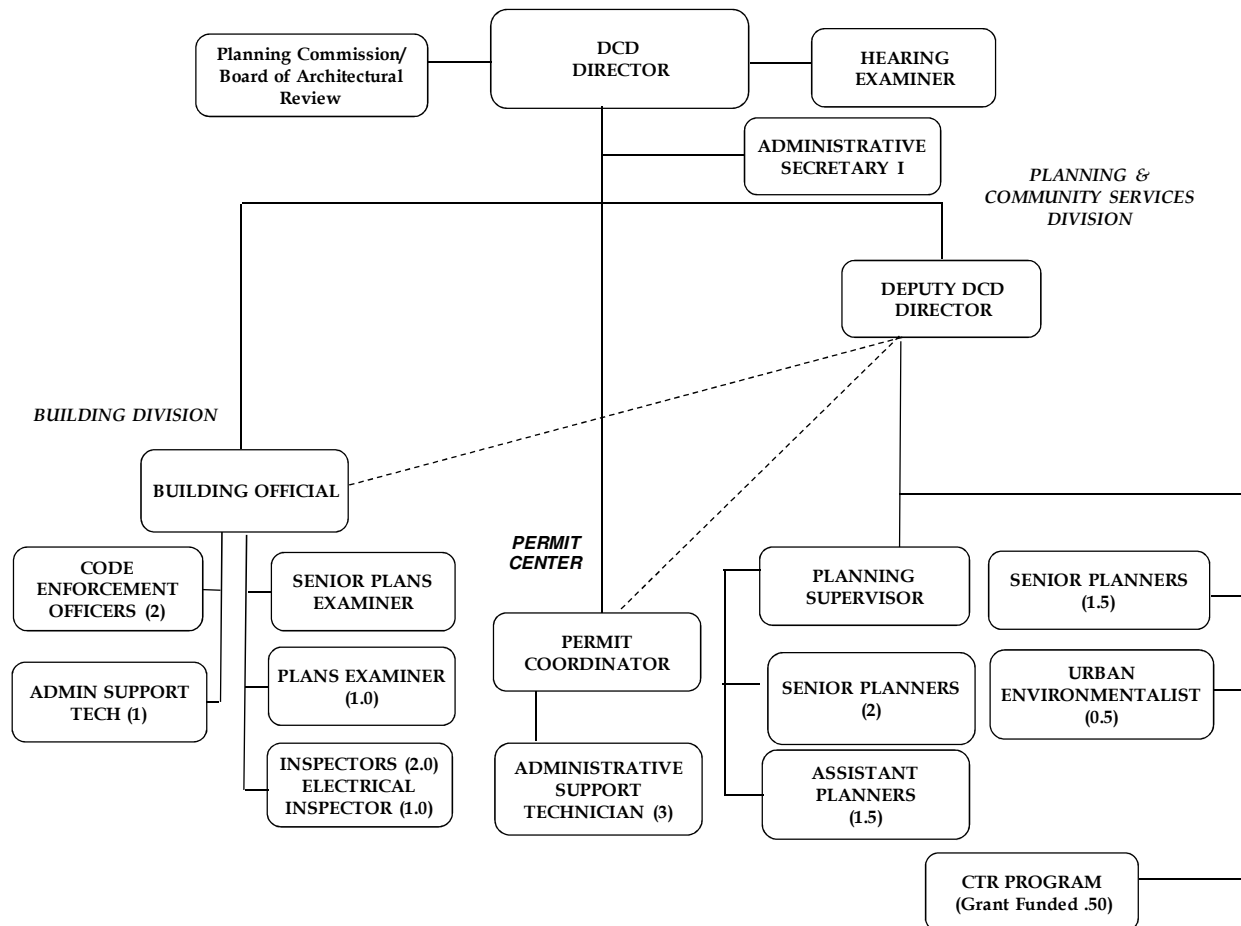 Planning Commission/
Board of Architectural
Review
DCD
DIRECTOR
HEARING
EXAMINER
ADMINISTRATIVE
SECRETARY I
PLANNING &
COMMUNITY SERVICES
DIVISION
DEPUTY DCD
DIRECTOR
BUILDING DIVISION
BUILDING OFFICIAL
CODE
ENFORCEMENT
OFFICERS (2)
SENIOR PLANS
EXAMINER
ADMIN SUPPORT
TECH (1)
PLANS EXAMINER
(1.0)
INSPECTORS (2.0)
ELECTRICAL
INSPECTOR (1.0)
PERMIT
CENTER
PERMIT
COORDINATOR
ADMINISTRATIVE
SUPPORT
TECHNICIAN (3)
PLANNING
SUPERVISOR
SENIOR PLANNERS
(2)
ASSISTANT
PLANNERS
(1.5)
SENIOR PLANNERS
(1.5)
URBAN
ENVIRONMENTALIST
(0.5)
CTR PROGRAM
(Grant Funded .50)